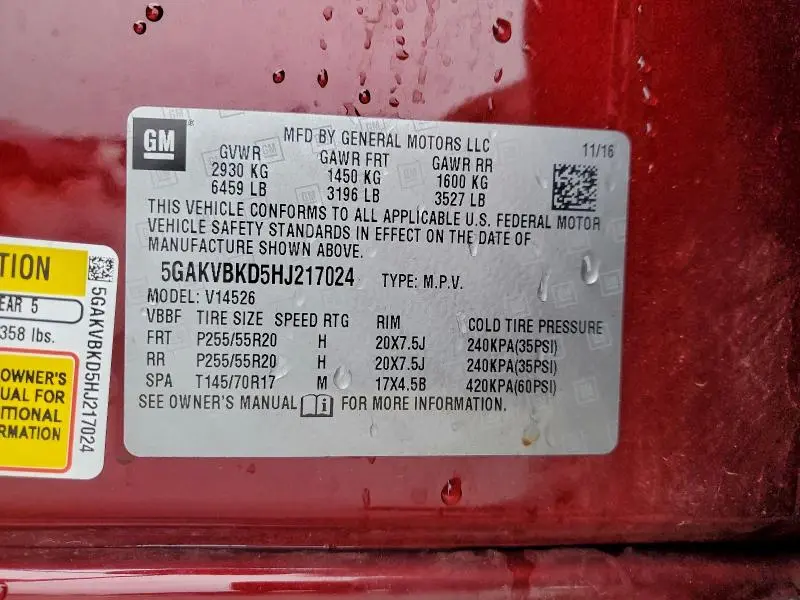 GM
MFD BY GENERAL MOTORS LLC
11/16
GVWR GAWR FRT GAWR RR
2930 KG 1450 KG 1600 KG
6459 LB 3196 LB 3527 LB
THIS VEHICLE CONFORMS TO ALL APPLICABLE U.S. FEDERAL MOTOR
VEHICLE SAFETY STANDARDS IN EFFECT ON THE DATE OF
MANUFACTURE SHOWN ABOVE.
5GAKVBKD5HJ217024 TYPE: M.P.V.
MODEL: V14526
VBBF TIRE SIZE SPEED RTG RIM COLD TIRE PRESSURE
FRT P255/55R20 H 20X7.5J 240KPA(35PSI)
RR P255/55R20 H 20X7.5J 240KPA(35PSI)
SPA T145/70R17 M 17X4.5B 420KPA(60PSI)
SEE OWNER'S MANUAL i FOR MORE INFORMATION.
EAR 5
358 lbs.
OWNER'S
FOR
5GAKVBKD5HJ217024